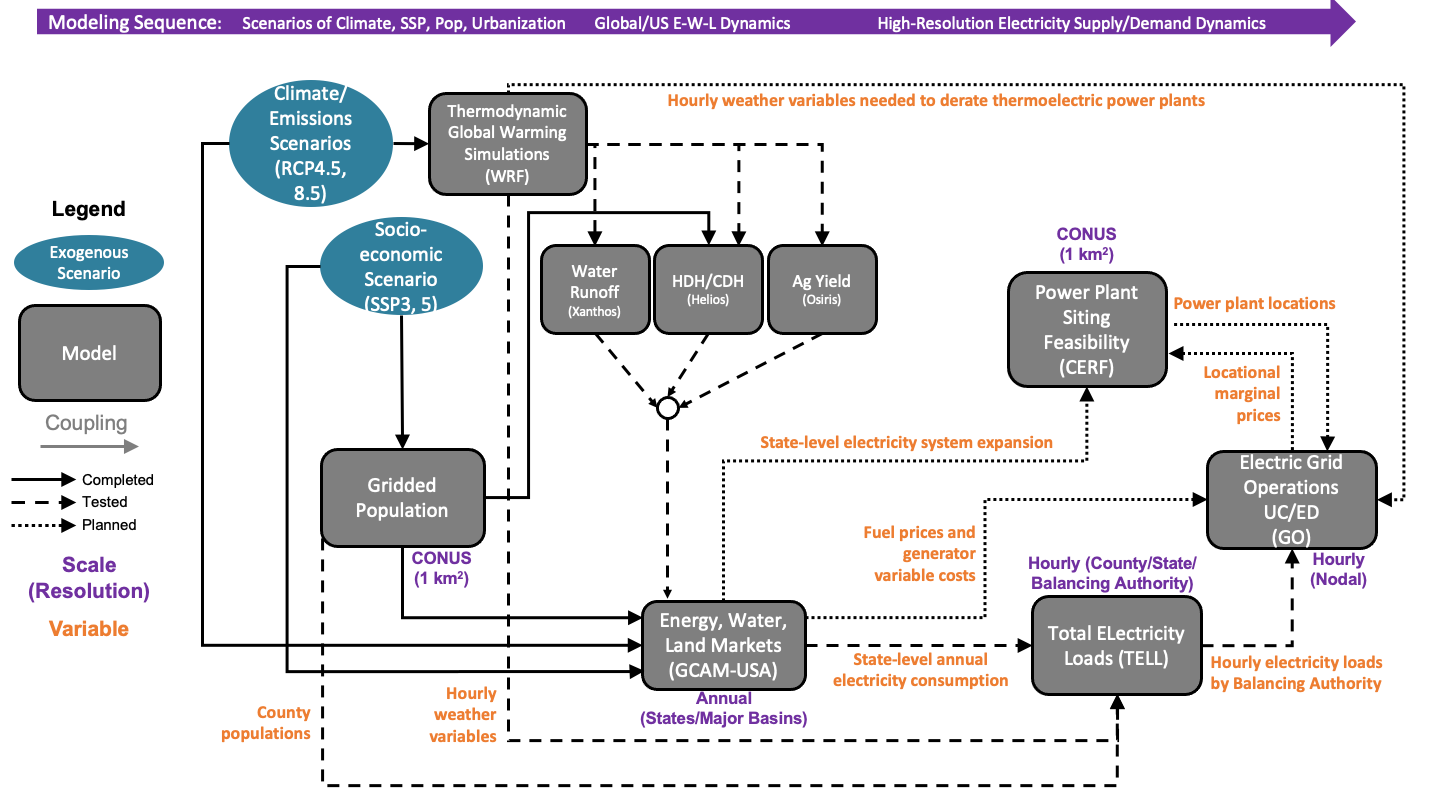 Modeling Sequence: Scenarios of Climate, SSP, Pop, Urbanization Global/US E-W-L Dynamics High-Resolution Electricity Supply/Demand Dynamics
Hourly weather variables needed to derate thermoelectric power plants
Climate/
Emissions
Scenarios
(RCP4.5,
8.5)
Thermodynamic
Global Warming
Simulations
(WRF)
Legend
Exogenous
Scenario
Model
Coupling
Completed
Tested
Planned
Scale
(Resolution)
Variable
Socio-
economic
Scenario
(SSP3, 5)
Water
Runoff
(Xanthos)
HDH/CDH
(Helios)
Ag Yield
(Osiris)
CONUS
(1 km²)
Power Plant
Siting
Feasibility
(CERF)
Power plant locations
Locational
marginal
prices
State-level electricity system expansion
Gridded
Population
CONUS
(1 km²)
Electric Grid
Operations
UC/ED
(GO)
Hourly
(Nodal)
Fuel prices and
generator
variable costs
Hourly (County/State/
Balancing Authority)
Energy, Water,
Land Markets
(GCAM-USA)
Annual
(States/Major Basins)
State-level annual
electricity consumption
Total ELectricity
Loads (TELL)
Hourly electricity loads
by Balancing Authority
County
populations
Hourly
weather
variables